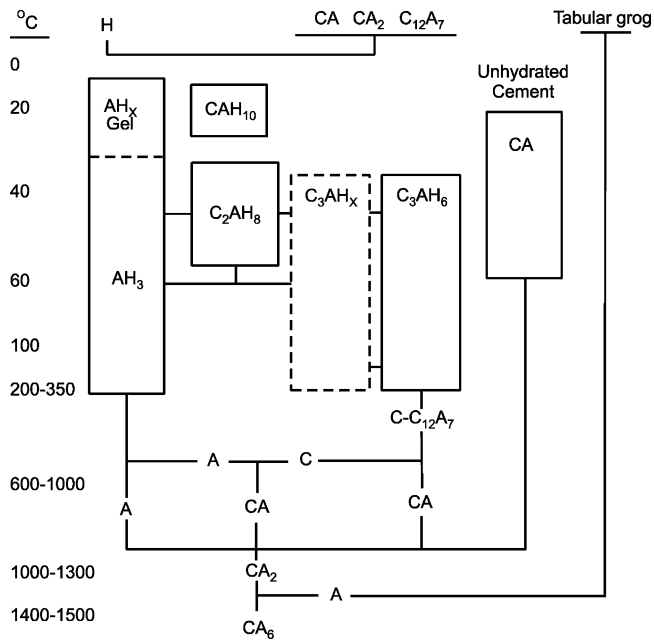 °C
H
CA CA₂ C₁₂A₇
Tabular grog
0
Unhydrated
Cement
20
AHₓ
Gel
CAH₁₀
CA
40
C₂AH₈
C₃AHₓ
C₃AH₆
60
AH₃
100
200-350
C-C₁₂A₇
A
C
600-1000
A
CA
CA
1000-1300
CA₂
A
1400-1500
CA₆